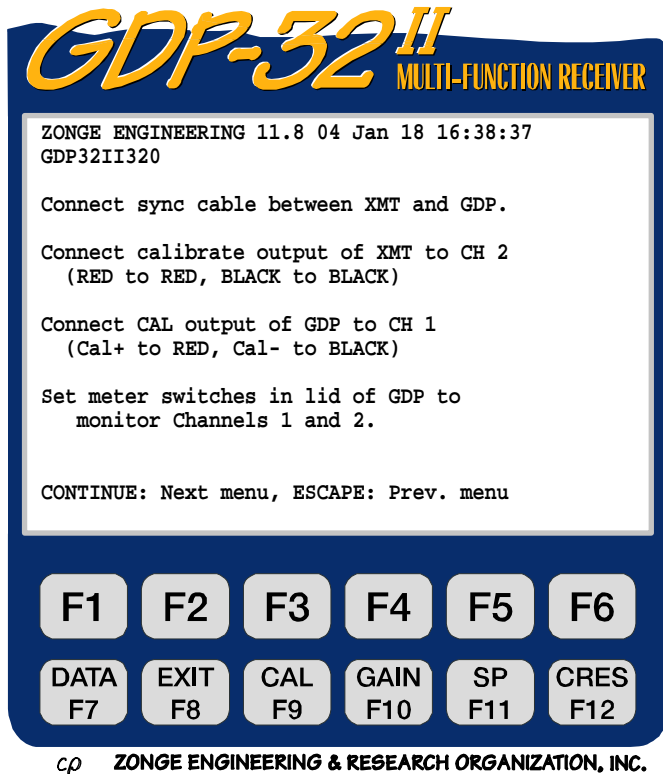 GDP-32 II
MULTI-FUNCTION RECEIVER
ZONGE ENGINEERING 11.8 04 Jan 18 16:38:37
GDP32II320
Connect sync cable between XMT and GDP.
Connect calibrate output of XMT to CH 2
(RED to RED, BLACK to BLACK)
Connect CAL output of GDP to CH 1
(Cal+ to RED, Cal- to BLACK)
Set meter switches in lid of GDP to
monitor Channels 1 and 2.
CONTINUE: Next menu, ESCAPE: Prev. menu
F1 F2 F3 F4 F5 F6
DATA EXIT CAL GAIN SP CRES
F7 F8 F9 F10 F11 F12
cρ ZONGE ENGINEERING & RESEARCH ORGANIZATION, INC.